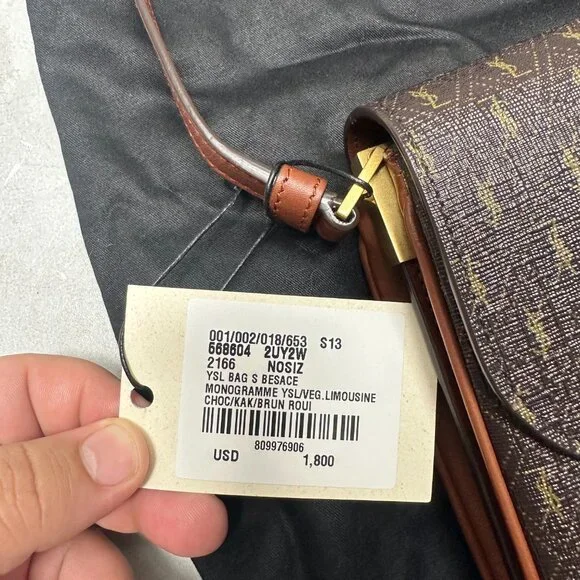 001/002/018/653 S13
568604 2UY2W
2166 NOSIZ
YSL BAG S BESACE
MONOGRAMME YSL/VEG.LIMOUSINE
CHOC/KAK/BRUN ROUI
809976906
USD 1,800